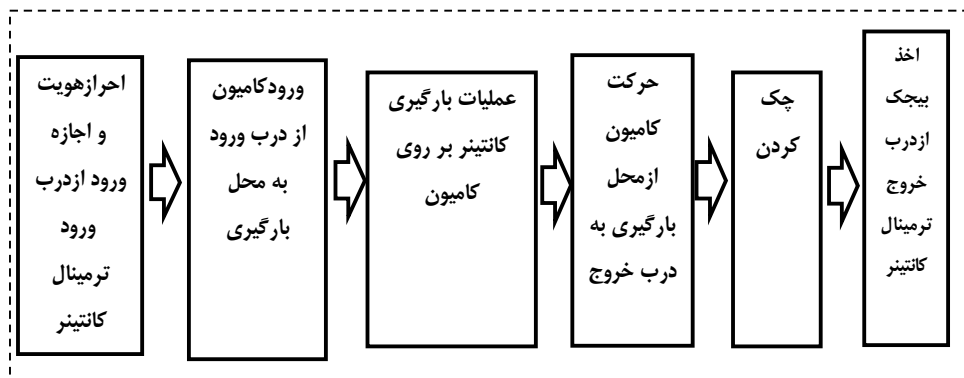 احرازهویت
و اجازه
ورود ازدرب
ورود
ترمینال
کانتینر
ورودکامیون
از درب ورود
به محل
بارگیری
عملیات بارگیری
کانتینر بر روی
کامیون
حرکت
کامیون
ازمحل
بارگیری به
درب خروج
چک
کردن
اخذ
بیجک
ازدرب
خروج
ترمینال
کانتینر